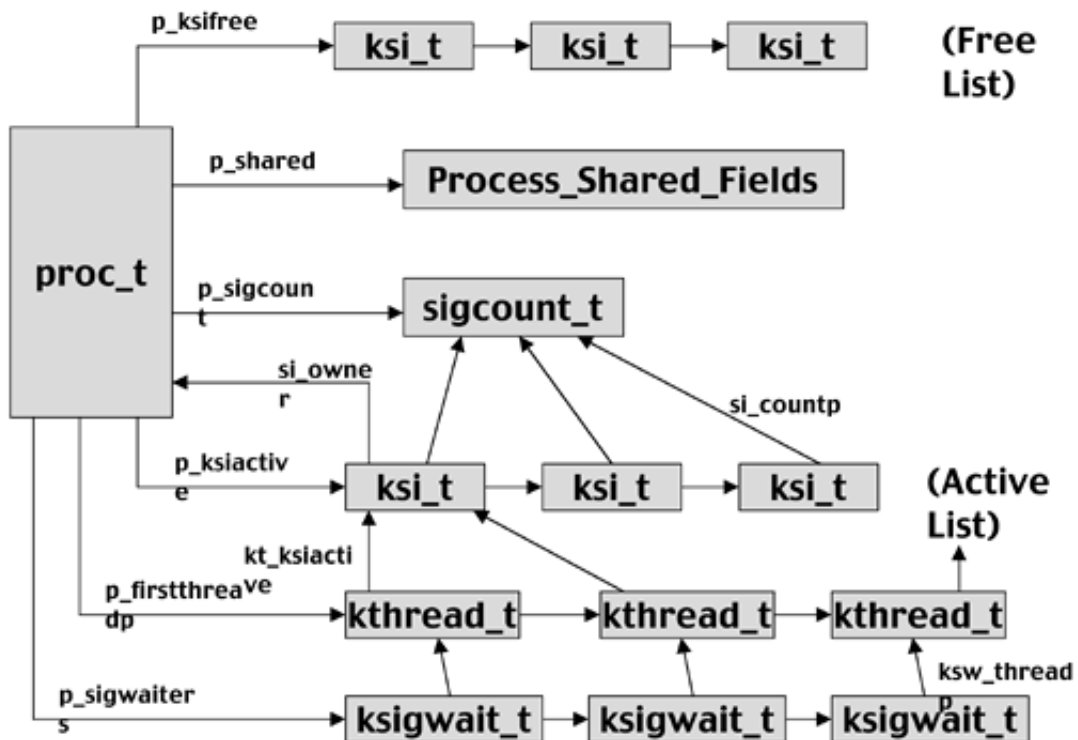 p_ksifree
ksi_t
ksi_t
ksi_t
(Free
List)
p_shared
Process_Shared_Fields
proc_t
p_sigcoun
t
sigcount_t
si_owne
r
si_countp
p_ksiactiv
e
ksi_t
ksi_t
ksi_t
(Active
List)
kt_ksiacti
ve
p_firstthrea
dp
kthread_t
kthread_t
kthread_t
ksw_thread
p
p_sigwaiter
s
ksigwait_t
ksigwait_t
ksigwait_t